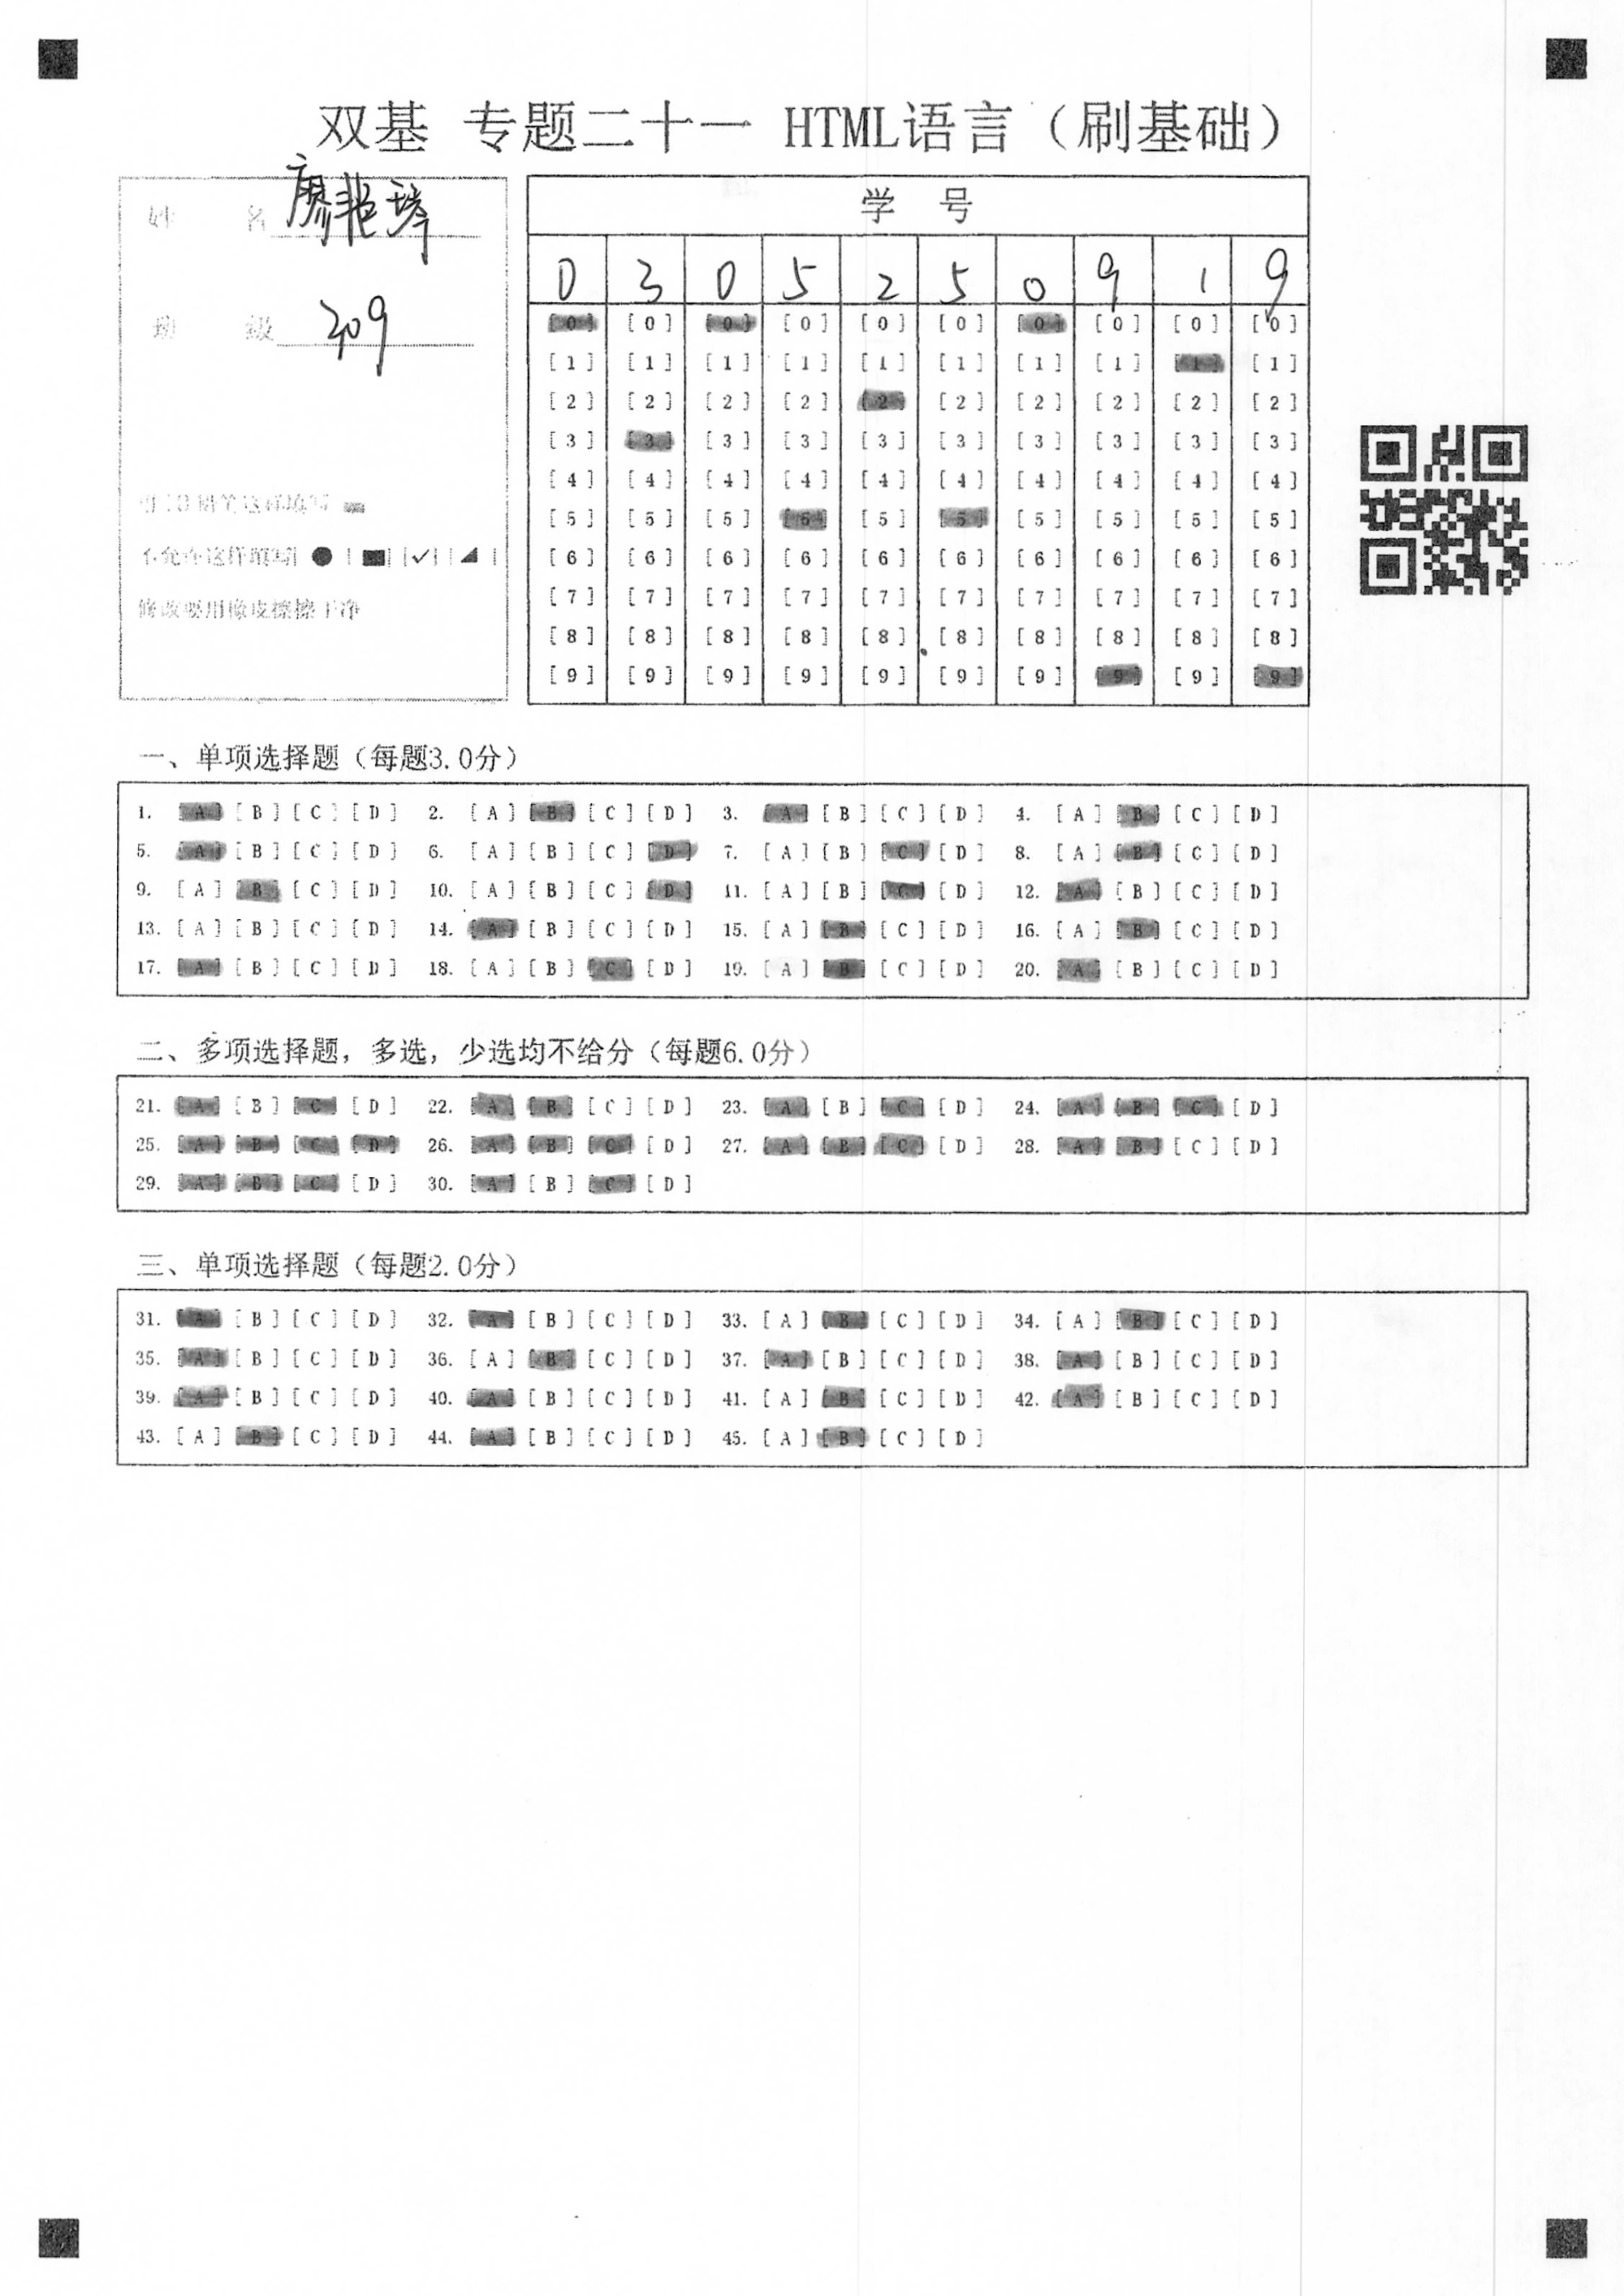 双基 专题二十一 HTML语言（刷基础）
姓 名
班 级 209
不允许这样填写
修改要用橡皮擦擦干净
学 号
0 3 0 5 2 5 0 9 1 9
[0] [0] [0] [0] [0] [0] [0] [0] [0] [0]
[1] [1] [1] [1] [1] [1] [1] [1] [1] [1]
[2] [2] [2] [2] [2] [2] [2] [2] [2] [2]
[3] [3] [3] [3] [3] [3] [3] [3] [3] [3]
[4] [4] [4] [4] [4] [4] [4] [4] [4] [4]
[5] [5] [5] [5] [5] [5] [5] [5] [5] [5]
[6] [6] [6] [6] [6] [6] [6] [6] [6] [6]
[7] [7] [7] [7] [7] [7] [7] [7] [7] [7]
[8] [8] [8] [8] [8] [8] [8] [8] [8] [8]
[9] [9] [9] [9] [9] [9] [9] [9] [9] [9]
一、单项选择题（每题3.0分）
1. [A] [B] [C] [D] 2. [A] [B] [C] [D] 3. [A] [B] [C] [D] 4. [A] [B] [C] [D]
5. [A] [B] [C] [D] 6. [A] [B] [C] [D] 7. [A] [B] [C] [D] 8. [A] [B] [C] [D]
9. [A] [B] [C] [D] 10. [A] [B] [C] [D] 11. [A] [B] [C] [D] 12. [A] [B] [C] [D]
13. [A] [B] [C] [D] 14. [A] [B] [C] [D] 15. [A] [B] [C] [D] 16. [A] [B] [C] [D]
17. [A] [B] [C] [D] 18. [A] [B] [C] [D] 19. [A] [B] [C] [D] 20. [A] [B] [C] [D]
二、多项选择题，多选，少选均不给分（每题6.0分）
21. [A] [B] [C] [D] 22. [A] [B] [C] [D] 23. [A] [B] [C] [D] 24. [A] [B] [C] [D]
25. [A] [B] [C] [D] 26. [A] [B] [C] [D] 27. [A] [B] [C] [D] 28. [A] [B] [C] [D]
29. [A] [B] [C] [D] 30. [A] [B] [C] [D]
三、单项选择题（每题2.0分）
31. [A] [B] [C] [D] 32. [A] [B] [C] [D] 33. [A] [B] [C] [D] 34. [A] [B] [C] [D]
35. [A] [B] [C] [D] 36. [A] [B] [C] [D] 37. [A] [B] [C] [D] 38. [A] [B] [C] [D]
39. [A] [B] [C] [D] 40. [A] [B] [C] [D] 41. [A] [B] [C] [D] 42. [A] [B] [C] [D]
43. [A] [B] [C] [D] 44. [A] [B] [C] [D] 45. [A] [B] [C] [D]